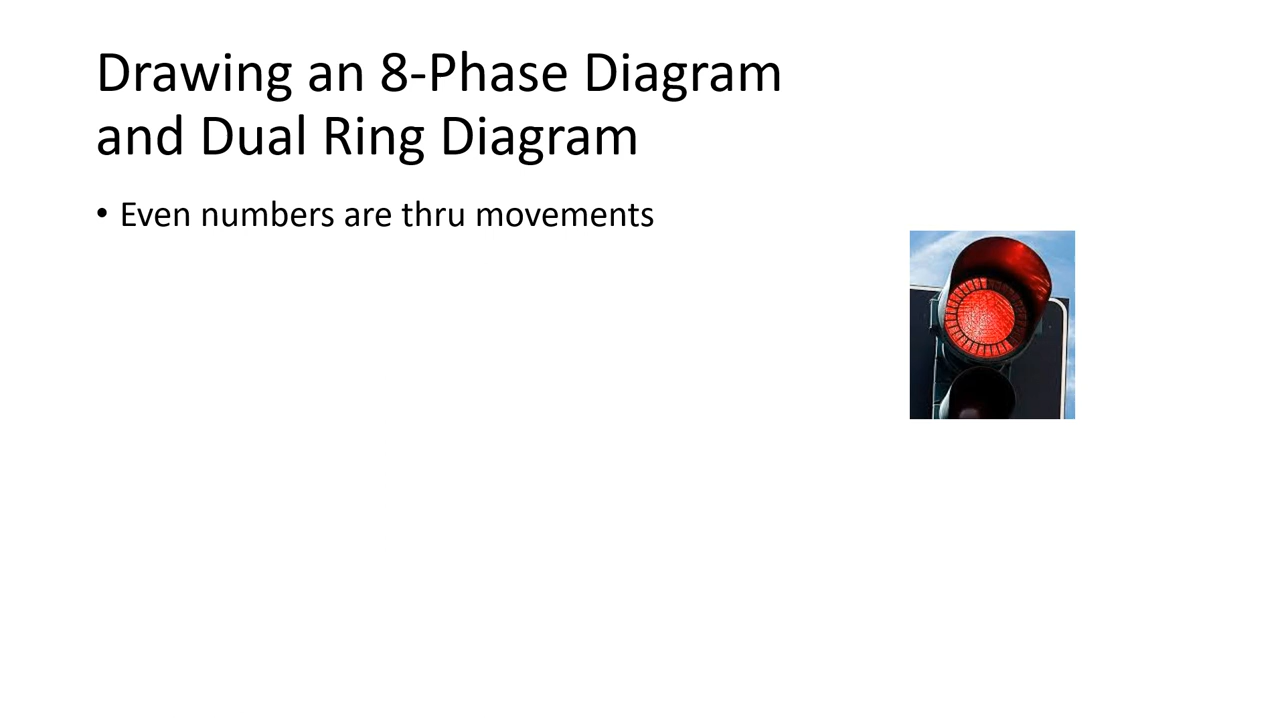 Drawing an 8-Phase Diagram
and Dual Ring Diagram
• Even numbers are thru movements